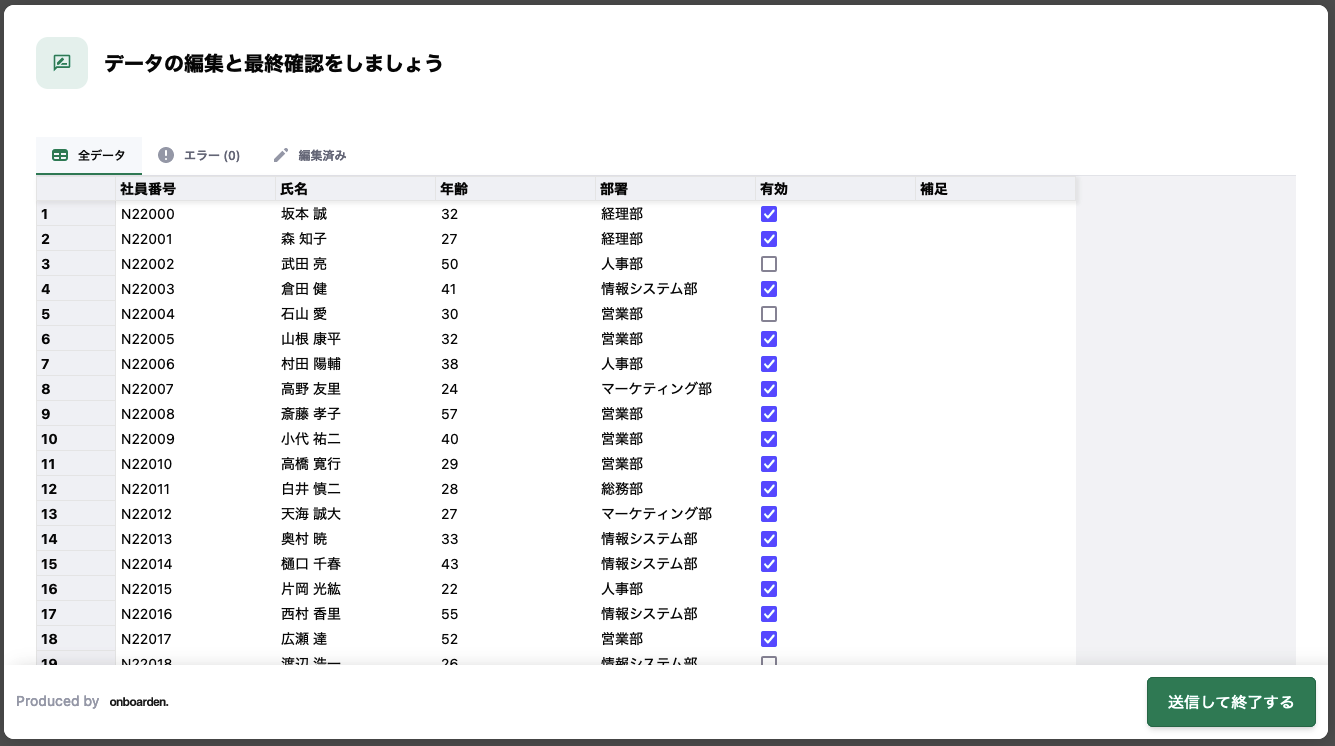 データの編集と最終確認をしましょう
全データ エラー (0) 編集済み
社員番号 氏名 年齢 部署 有効 補足
1 N22000 坂本 誠 32 経理部
2 N22001 森 知子 27 経理部
3 N22002 武田 亮 50 人事部
4 N22003 倉田 健 41 情報システム部
5 N22004 石山 愛 30 営業部
6 N22005 山根 康平 32 営業部
7 N22006 村田 陽輔 38 人事部
8 N22007 高野 友里 24 マーケティング部
9 N22008 斎藤 孝子 57 営業部
10 N22009 小代 祐二 40 営業部
11 N22010 高橋 寛行 29 営業部
12 N22011 白井 慎二 28 総務部
13 N22012 天海 誠大 27 マーケティング部
14 N22013 奥村 暁 33 情報システム部
15 N22014 樋口 千春 43 情報システム部
16 N22015 片岡 光紘 22 人事部
17 N22016 西村 香里 55 情報システム部
18 N22017 広瀬 達 52 営業部
19 N22018 渡辺 浩一 26 情報システム部
Produced by onboarden.
送信して終了する